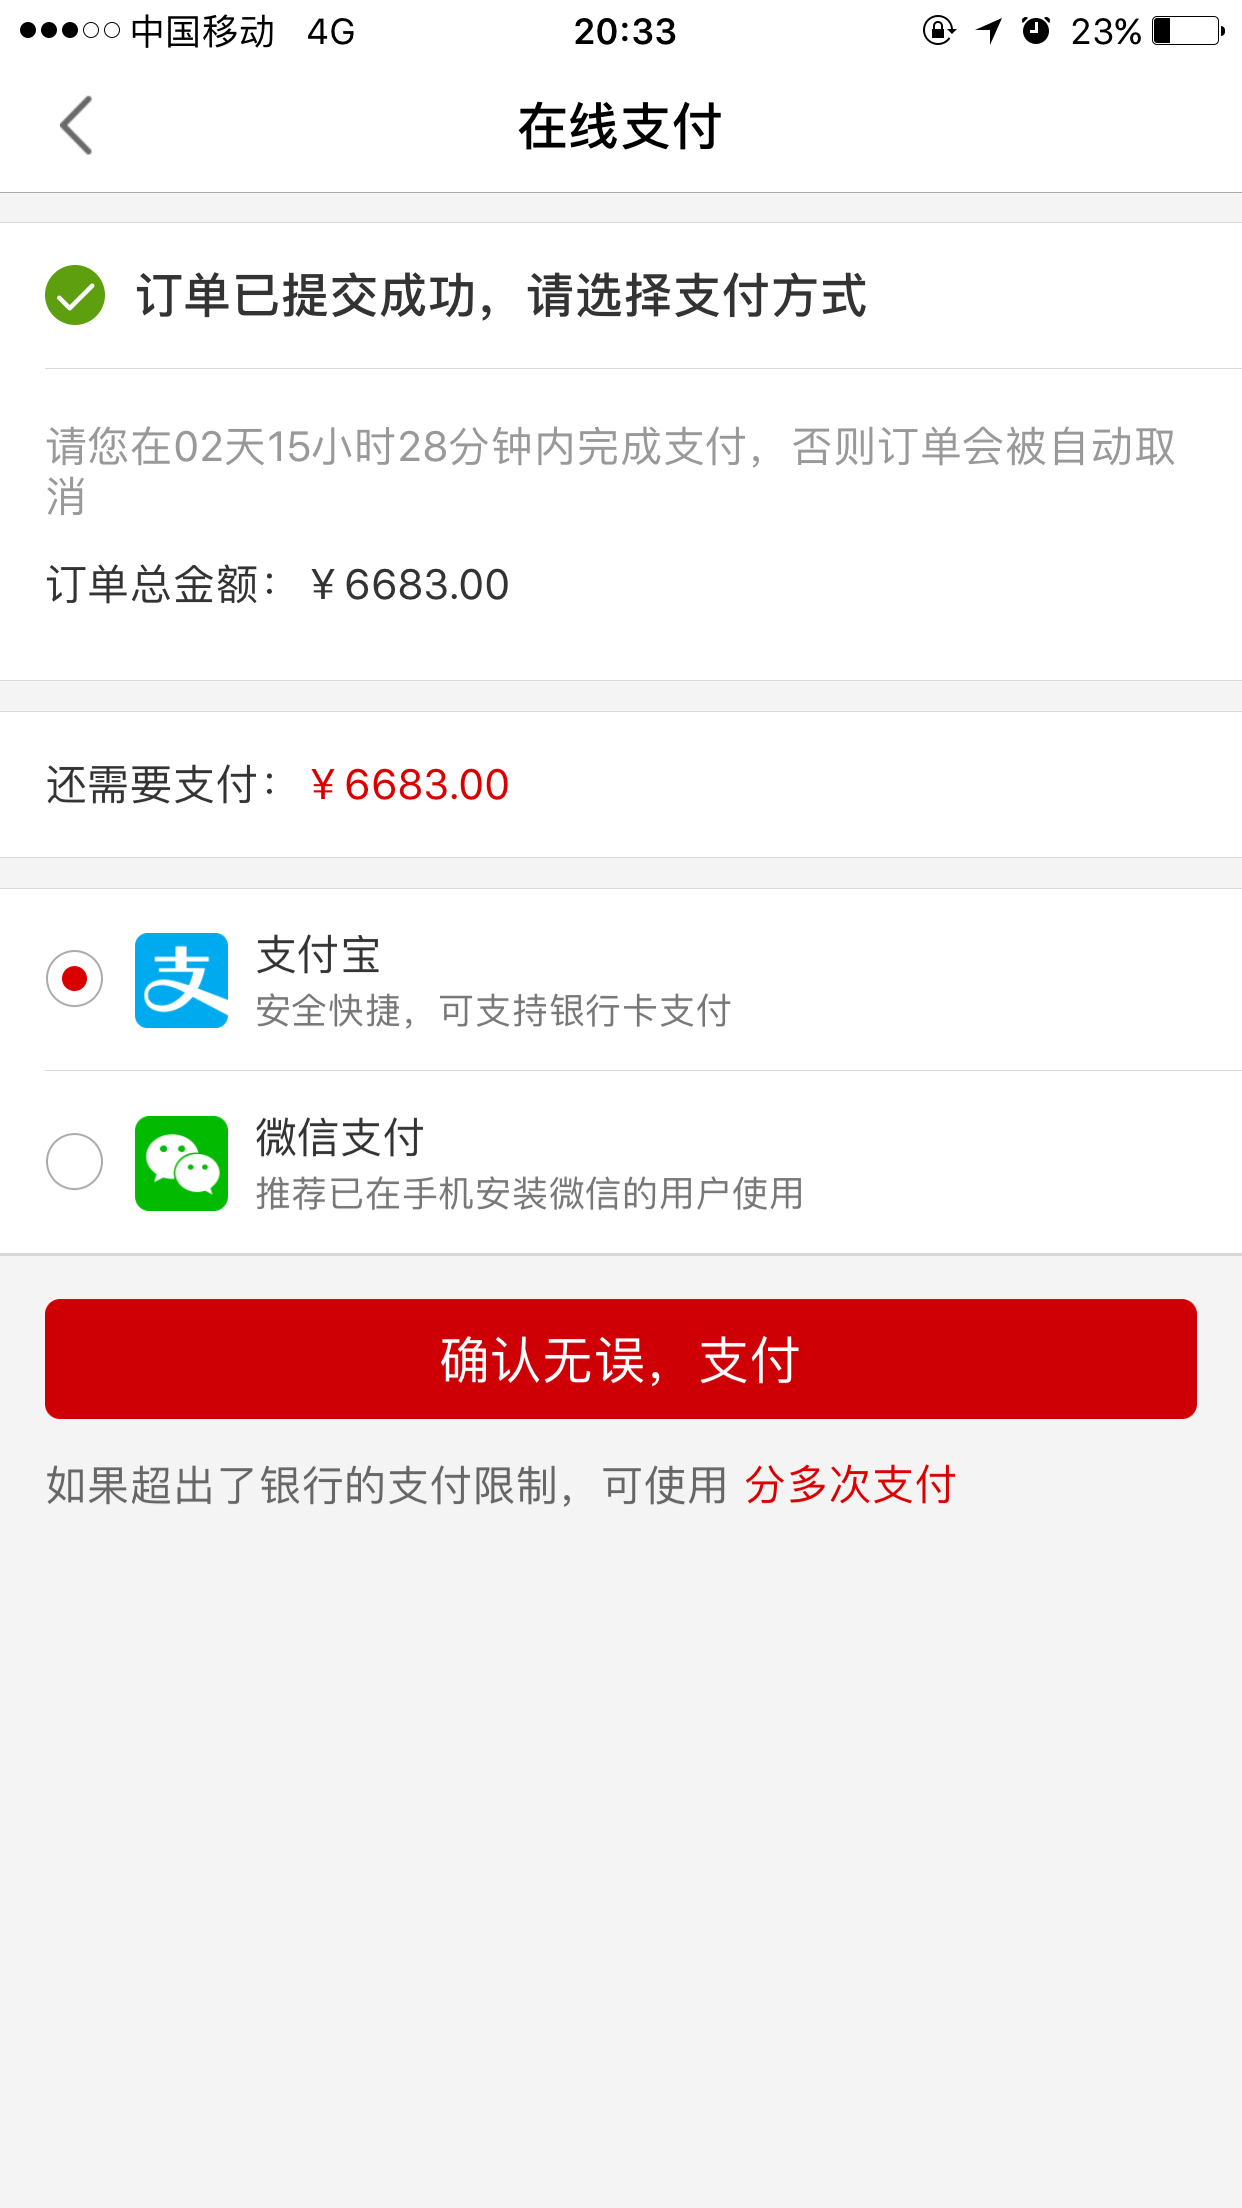 中国移动 4G 20:33 23%
在线支付
订单已提交成功，请选择支付方式
请您在02天15小时28分钟内完成支付，否则订单会被自动取
消
订单总金额： ¥6683.00
还需要支付： ¥6683.00
支付宝
安全快捷，可支持银行卡支付
微信支付
推荐已在手机安装微信的用户使用
确认无误，支付
如果超出了银行的支付限制，可使用 分多次支付